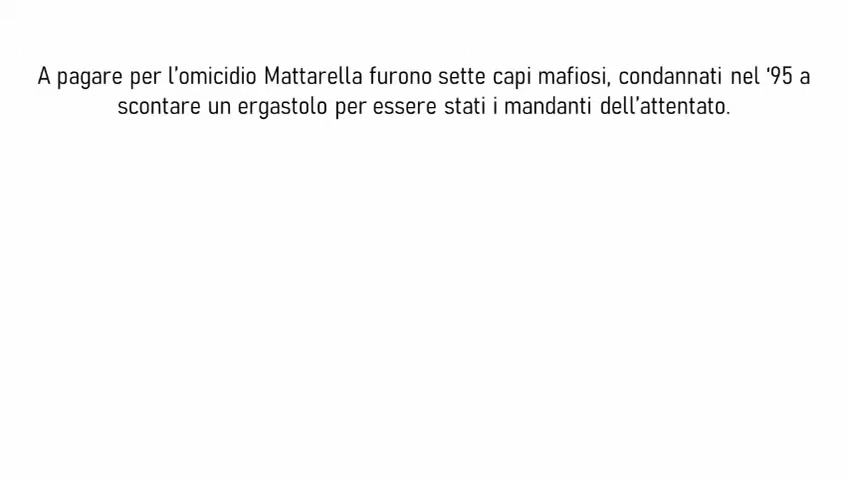 A pagare per l'omicidio Mattarella furono sette capi mafiosi, condannati nel '95 a
scontare un ergastolo per essere stati i mandanti dell'attentato.